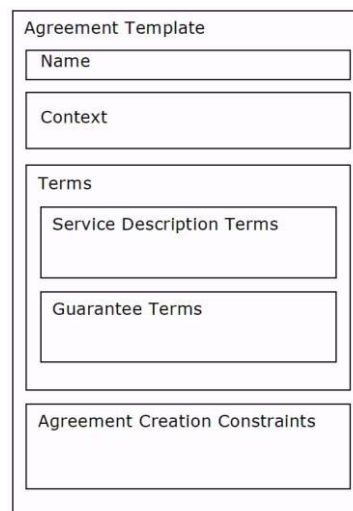 Agreement Template
Name
Context
Terms
Service Description Terms
Guarantee Terms
Agreement Creation Constraints